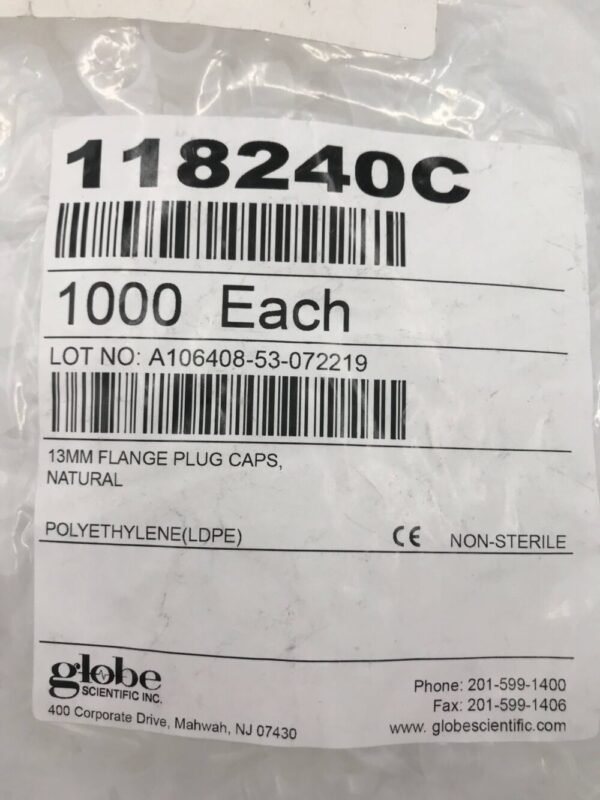 118240C
1000 Each
LOT NO: A106408-53-072219
13MM FLANGE PLUG CAPS,
NATURAL
POLYETHYLENE(LDPE) CE NON-STERILE
globe
SCIENTIFIC INC.
400 Corporate Drive, Mahwah, NJ 07430
Phone: 201-599-1400
Fax: 201-599-1406
www. globescientific.com